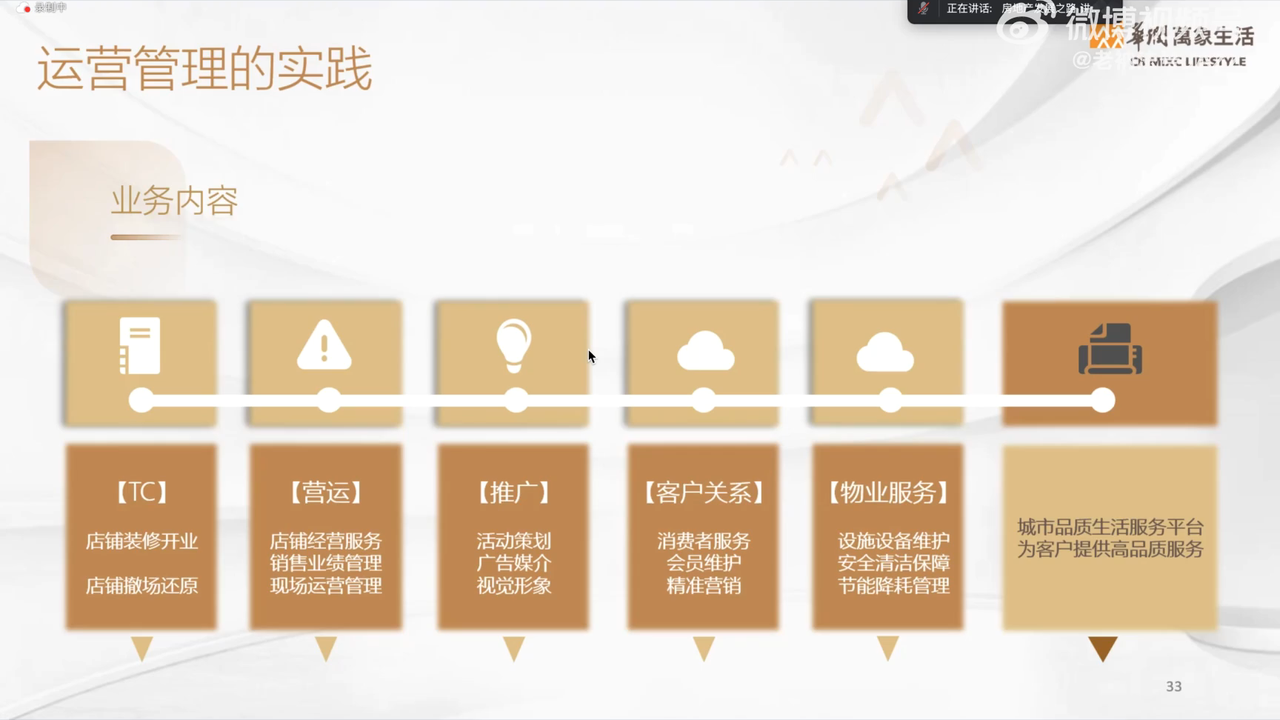 录制中
正在讲话: 房地产发展之路 讲
微博视频
運营管理的实践
萬象生活
MIXC LIFESTYLE
@老
业务内容
【TC】
店铺装修开业
店铺撤场还原
【营运】
店铺经营服务
销售业绩管理
现场运营管理
【推广】
活动策划
广告媒介
视觉形象
【客户关系】
消费者服务
会员维护
精准营销
【物业服务】
设施设备维护
安全清洁保障
节能降耗管理
城市品质生活服务平台
为客户提供高品质服务
33